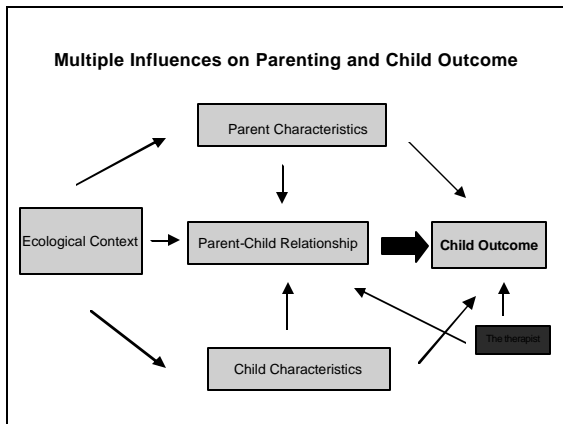 Multiple Influences on Parenting and Child Outcome
Parent Characteristics
Ecological Context
Parent-Child Relationship
Child Outcome
The therapist
Child Characteristics